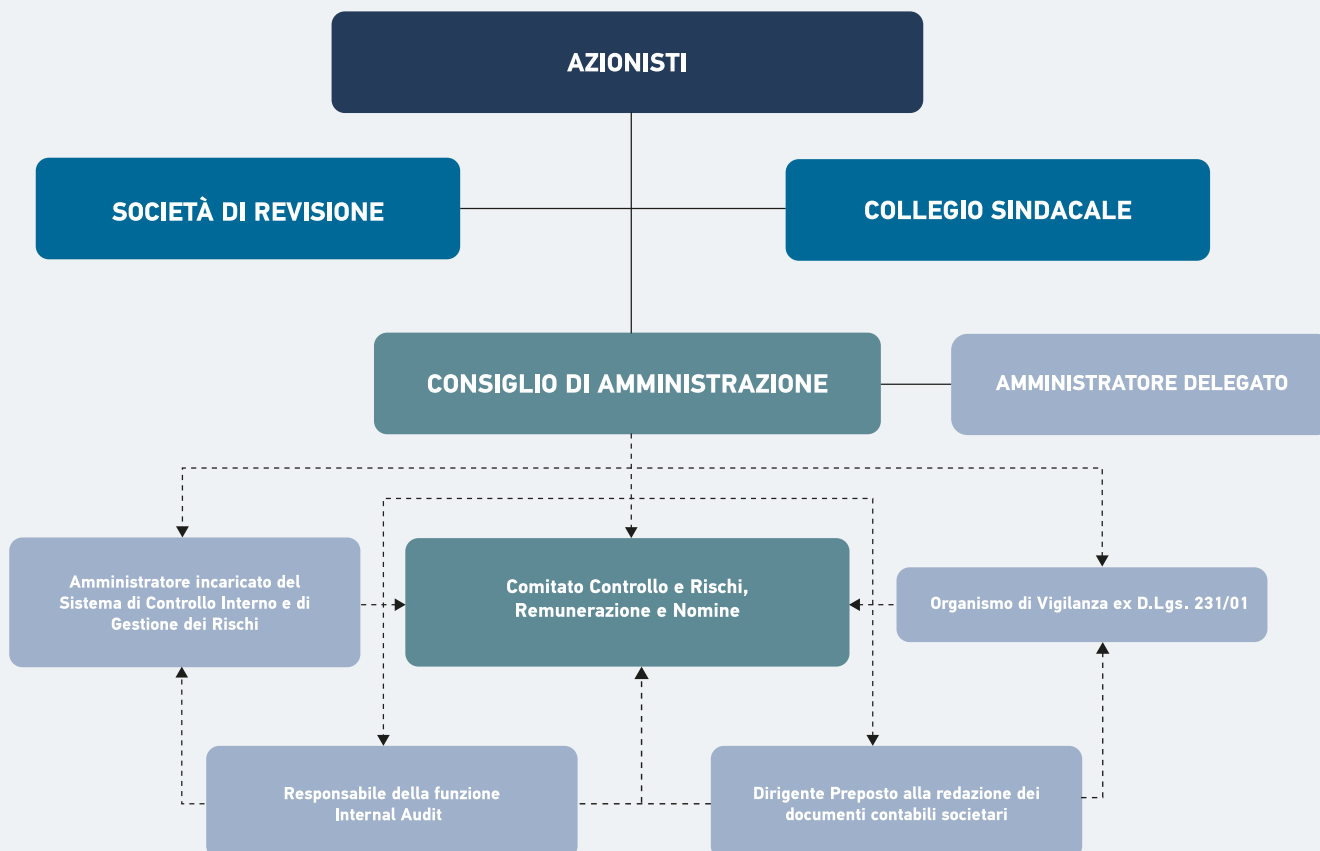 AZIONISTI
SOCIETÀ DI REVISIONE
COLLEGIO SINDACALE
CONSIGLIO DI AMMINISTRAZIONE
AMMINISTRATORE DELEGATO
Amministratore incaricato del
Sistema di Controllo Interno e di
Gestione dei Rischi
Comitato Controllo e Rischi,
Remunerazione e Nomine
Organismo di Vigilanza ex D.Lgs. 231/01
Responsabile della funzione
Internal Audit
Dirigente Preposto alla redazione dei
documenti contabili societari